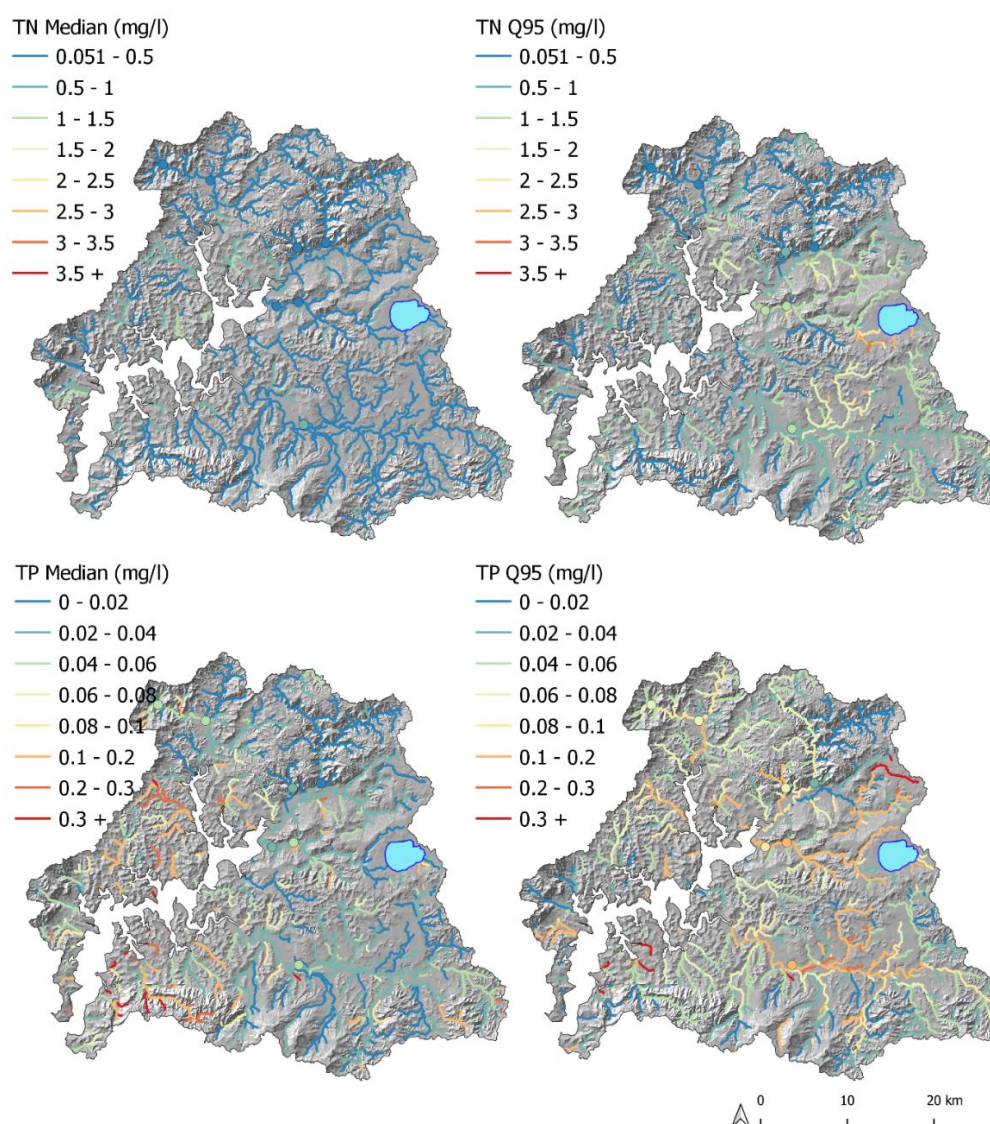 TN Median (mg/l)
0.051 - 0.5
0.5 - 1
1 - 1.5
1.5 - 2
2 - 2.5
2.5 - 3
3 - 3.5
3.5 +
TN Q95 (mg/l)
0.051 - 0.5
0.5 - 1
1 - 1.5
1.5 - 2
2 - 2.5
2.5 - 3
3 - 3.5
3.5 +
TP Median (mg/l)
0 - 0.02
0.02 - 0.04
0.04 - 0.06
0.06 - 0.08
0.08 - 0.1
0.1 - 0.2
0.2 - 0.3
0.3 +
TP Q95 (mg/l)
0 - 0.02
0.02 - 0.04
0.04 - 0.06
0.06 - 0.08
0.08 - 0.1
0.1 - 0.2
0.2 - 0.3
0.3 +
0 10 20 km